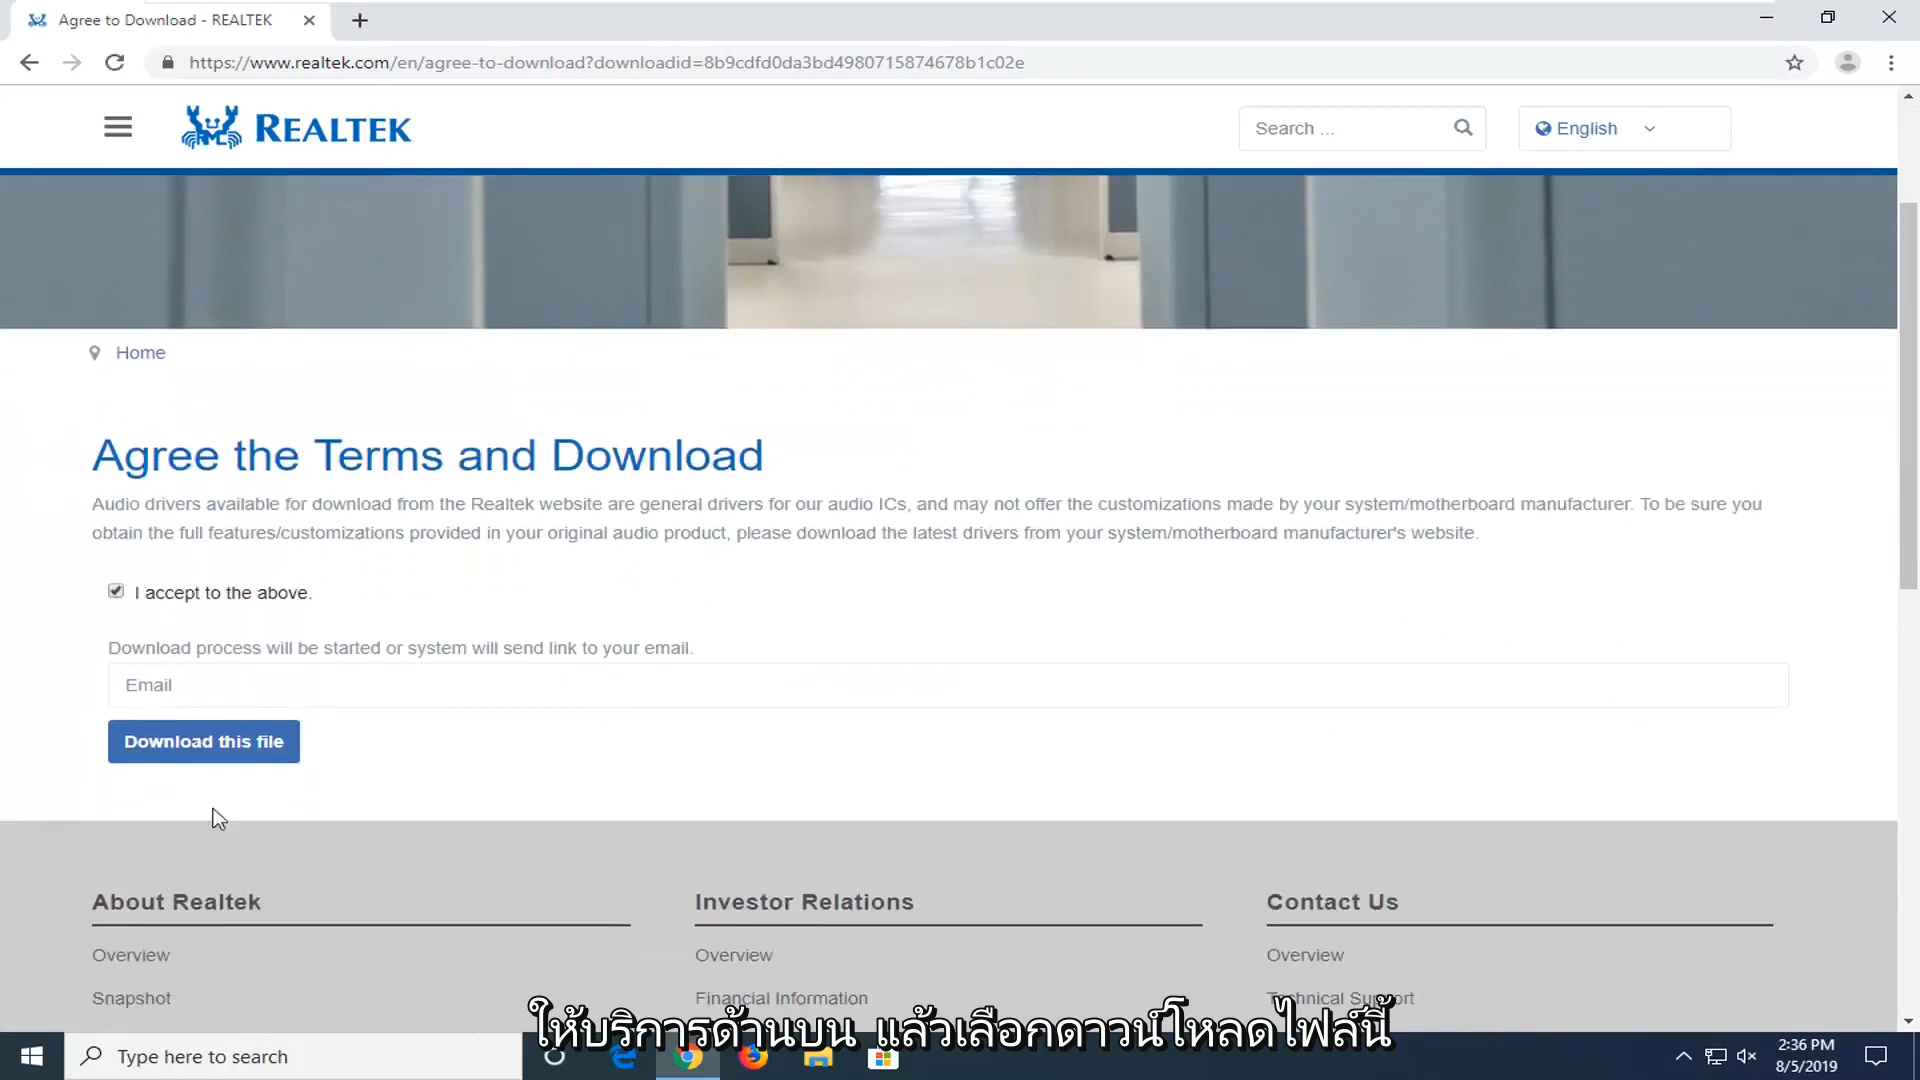 Agree to Download - REALTEK
https://www.realtek.com/en/agree-to-download?downloadid=8b9cdfd0da3bd4980715874678b1c02e
REALTEK
Search ...
English
Home
Agree the Terms and Download
Audio drivers available for download from the Realtek website are general drivers for our audio ICs, and may not offer the customizations made by your system/motherboard manufacturer. To be sure you
obtain the full features/customizations provided in your original audio product, please download the latest drivers from your system/motherboard manufacturer's website.
I accept to the above.
Download process will be started or system will send link to your email.
Email
Download this file
About Realtek
Investor Relations
Contact Us
Overview
Overview
Overview
Snapshot
Financial Information
Technical Support
ให้บริการด้านบน แล้วเลือกดาวน์โหลดไฟล์นี้
Type here to search
2:36 PM
8/5/2019